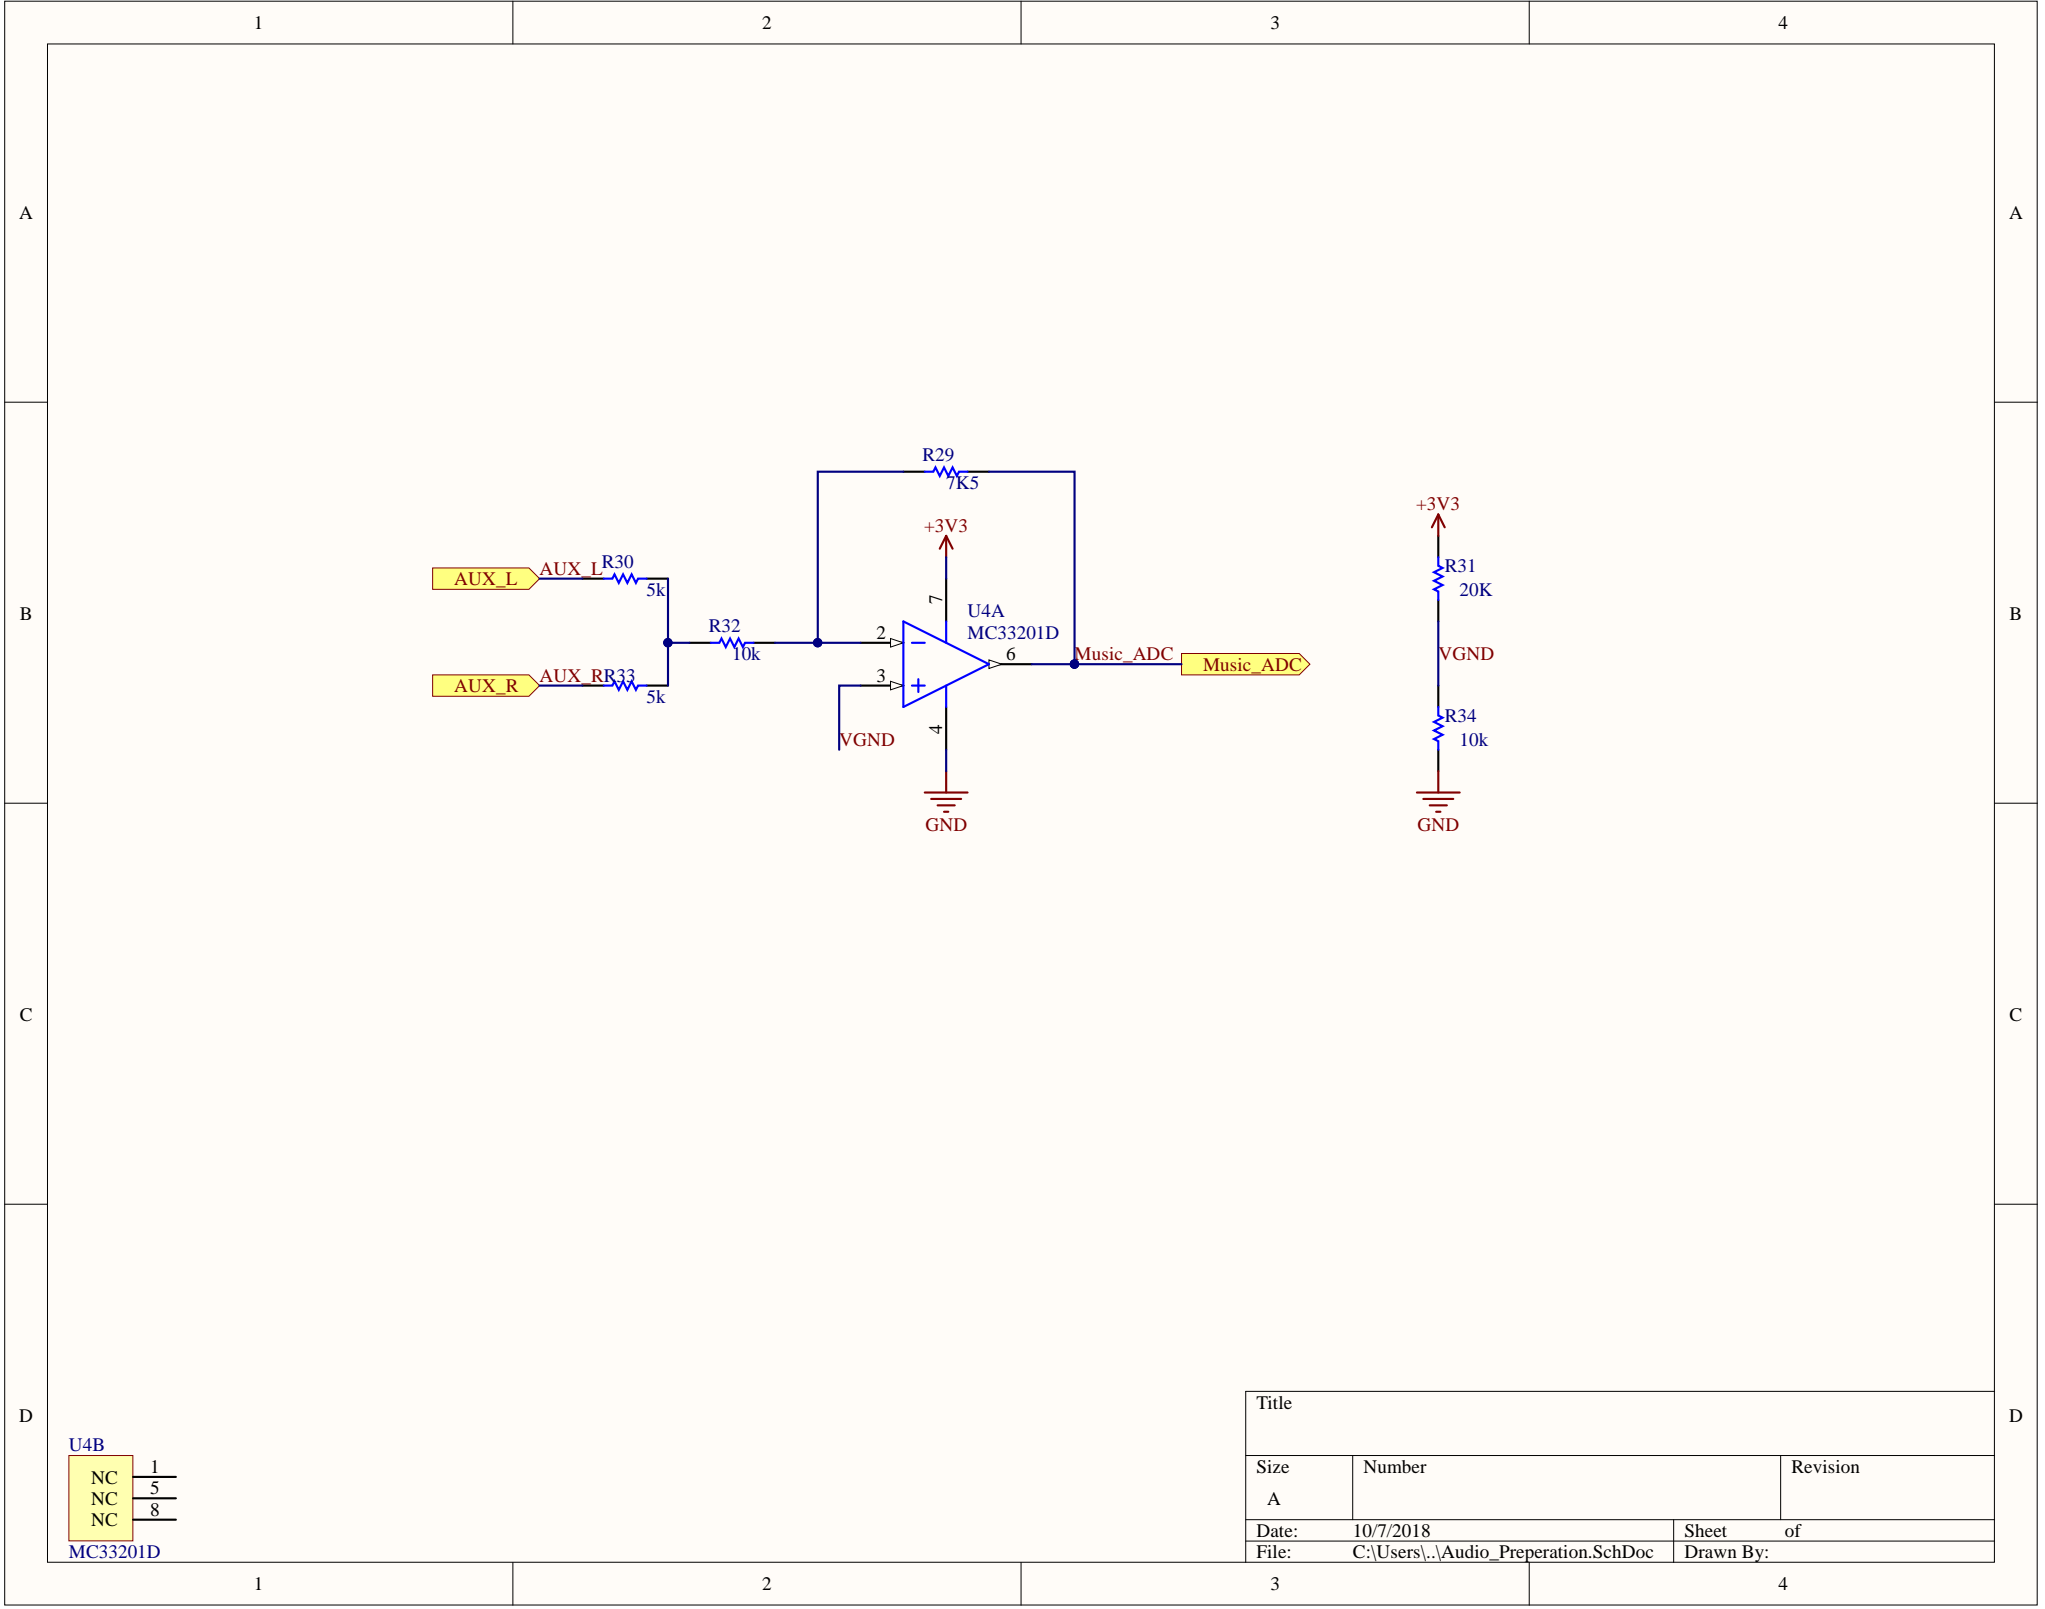 1 2 3 4
A A
R29
7K5
+3V3
+3V3
AUX_L AUX_L R30
5k
R31
20K
B B
7
U4A
MC33201D
R32
10k
2
6 Music_ADC Music_ADC
VGND
AUX_R AUX_R R33
5k
3
4
VGND
R34
10k
GND
GND
C C
D D
Title
Size
A
Number
Revision
Date: 10/7/2018 Sheet of
File: C:\Users\..\Audio_Preperation.SchDoc Drawn By:
U4B
NC 1
NC 5
NC 8
MC33201D
1 2 3 4